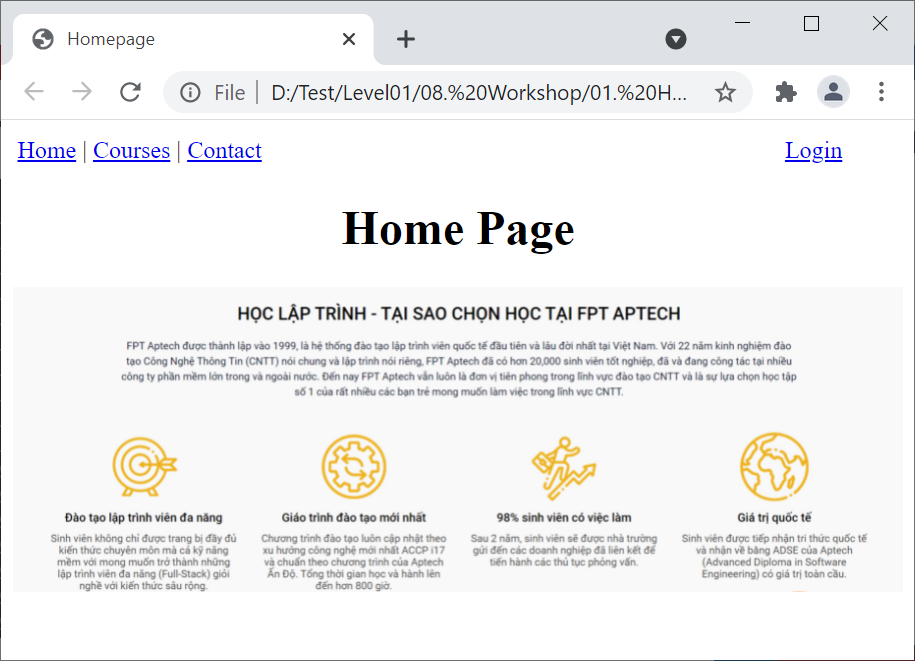 Homepage
File | D:/Test/Level01/08.%20Workshop/01.%20H...
Home | Courses | Contact
Login
Home Page
HỌC LẬP TRÌNH - TẠI SAO CHỌN HỌC TẠI FPT APTECH
FPT Aptech được thành lập vào 1999, là hệ thống đào tạo lập trình viên quốc tế đầu tiên và lâu đời nhất tại Việt Nam. Với 22 năm kinh nghiệm đào
tạo Công Nghệ Thông Tin (CNTT) nói chung và lập trình nói riêng, FPT Aptech đã có hơn 20,000 sinh viên tốt nghiệp, đã và đang công tác tại nhiều
công ty phần mềm lớn trong và ngoài nước. Đến nay FPT Aptech vẫn luôn là đơn vị tiên phong trong lĩnh vực đào tạo CNTT và là sự lựa chọn học tập
số 1 của rất nhiều các bạn trẻ mong muốn làm việc trong lĩnh vực CNTT.
Đào tạo lập trình viên đa năng
Sinh viên không chỉ được trang bị đầy đủ
kiến thức chuyên môn mà cả kỹ năng
mềm với mong muốn trở thành những
lập trình viên đa năng (Full-Stack) giỏi
nghề với kiến thức sâu rộng.
Giáo trình đào tạo mới nhất
Chương trình đào tạo luôn cập nhật theo
xu hướng công nghệ mới nhất ACCP i17
và chuẩn theo chương trình của Aptech
Ấn Độ. Tổng thời gian học và hành lên
đến hơn 800 giờ.
98% sinh viên có việc làm
Sau 2 năm, sinh viên sẽ được nhà trường
gửi đến các doanh nghiệp đã liên kết để
tiến hành các thủ tục phỏng vấn.
Giá trị quốc tế
Sinh viên được tiếp nhận tri thức quốc tế
và nhận về bằng ADSE của Aptech
(Advanced Diploma in Software
Engineering) có giá trị toàn cầu.